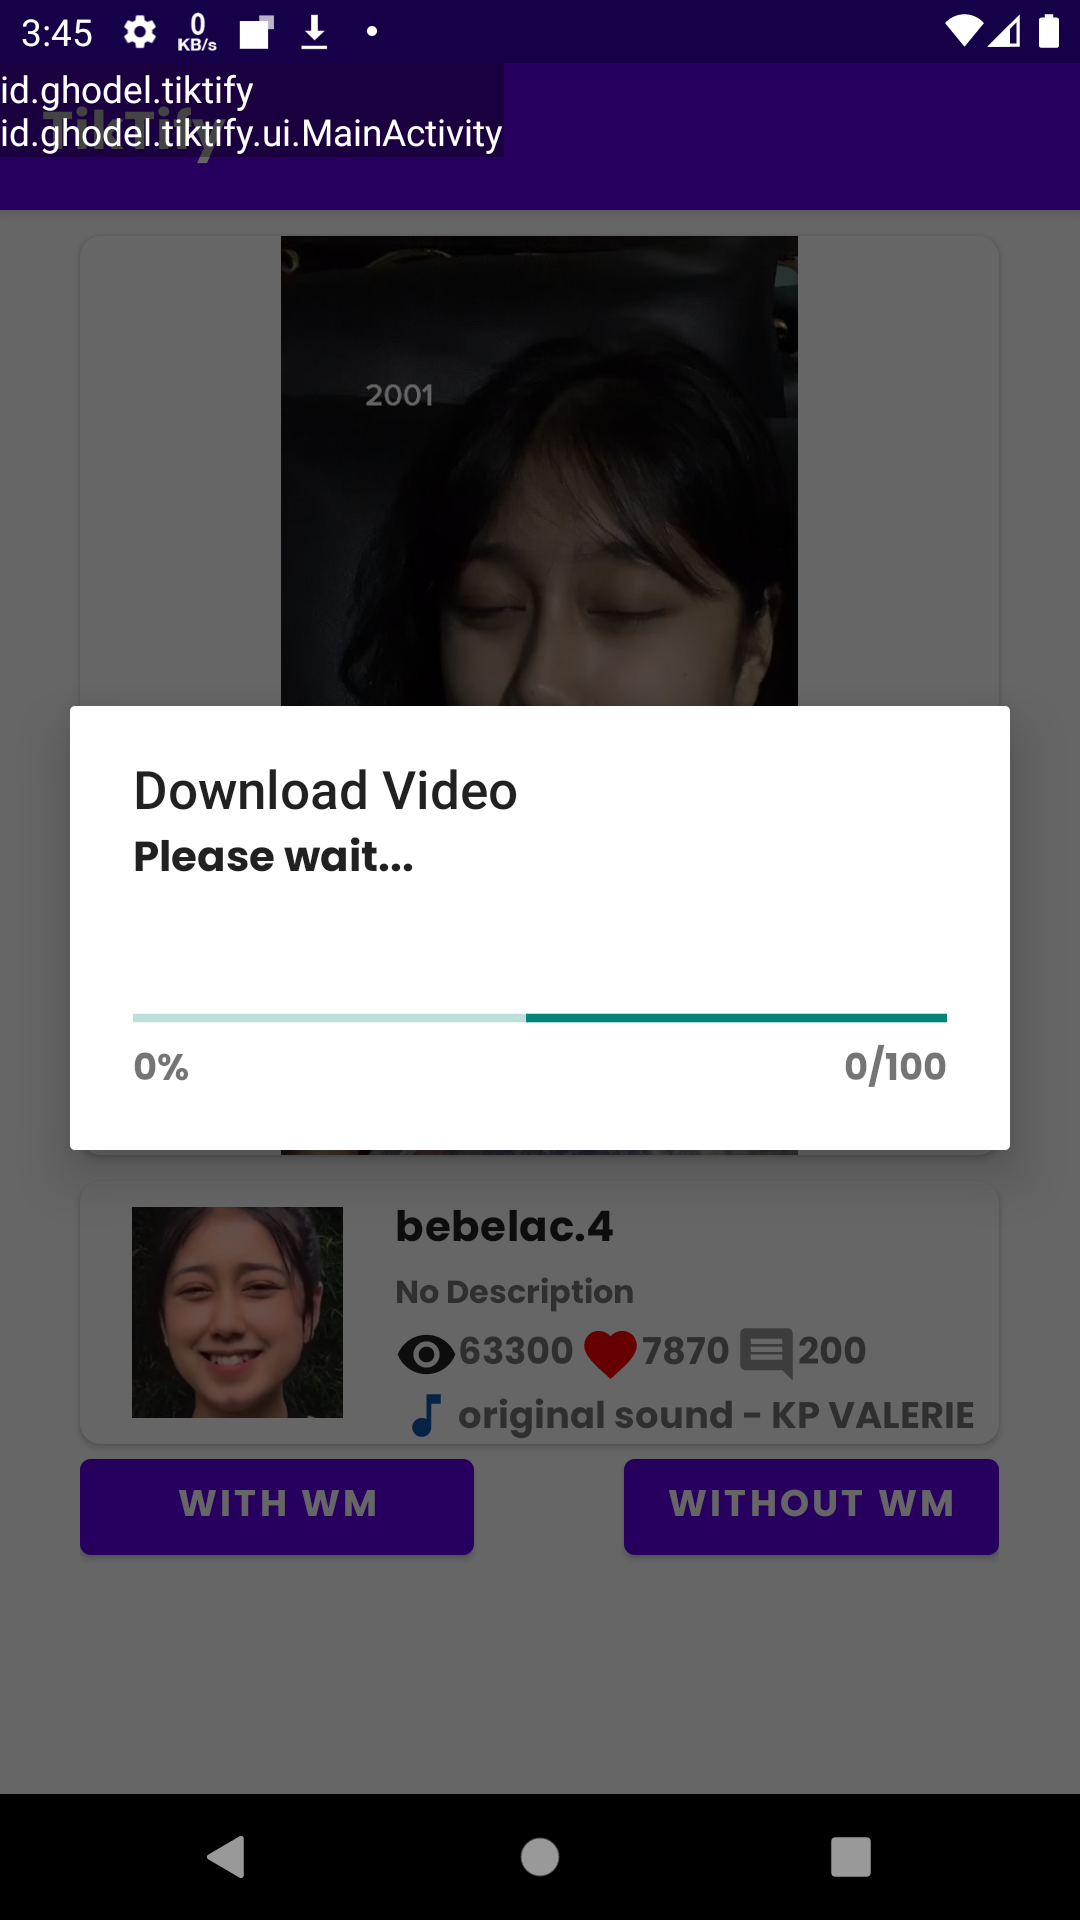 3:45
0
KB/s
id.ghodel.tiktify
TikTify
id.ghodel.tiktify.ui.MainActivity
2001
Download Video
Please wait...
0%
0/100
bebelac.4
No Description
63300 7870 200
original sound - KP VALERIE
WITH WM
WITHOUT WM